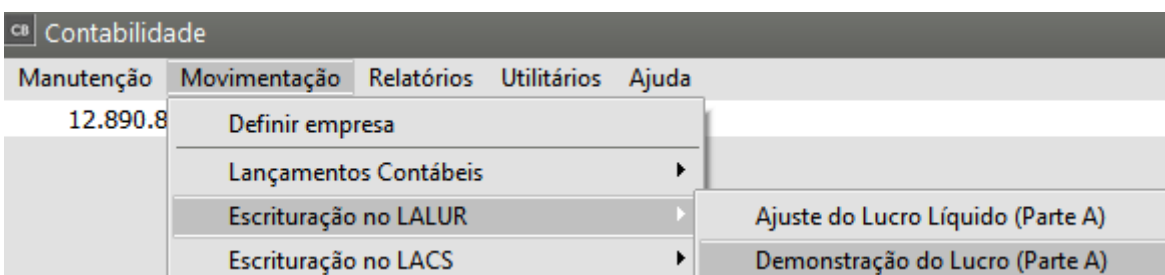 CB Contabilidade
Manutenção Movimentação Relatórios Utilitários Ajuda
12.890.8
Definir empresa
Lançamentos Contábeis
Escrituração no LALUR Ajuste do Lucro Líquido (Parte A)
Escrituração no LACS Demonstração do Lucro (Parte A)